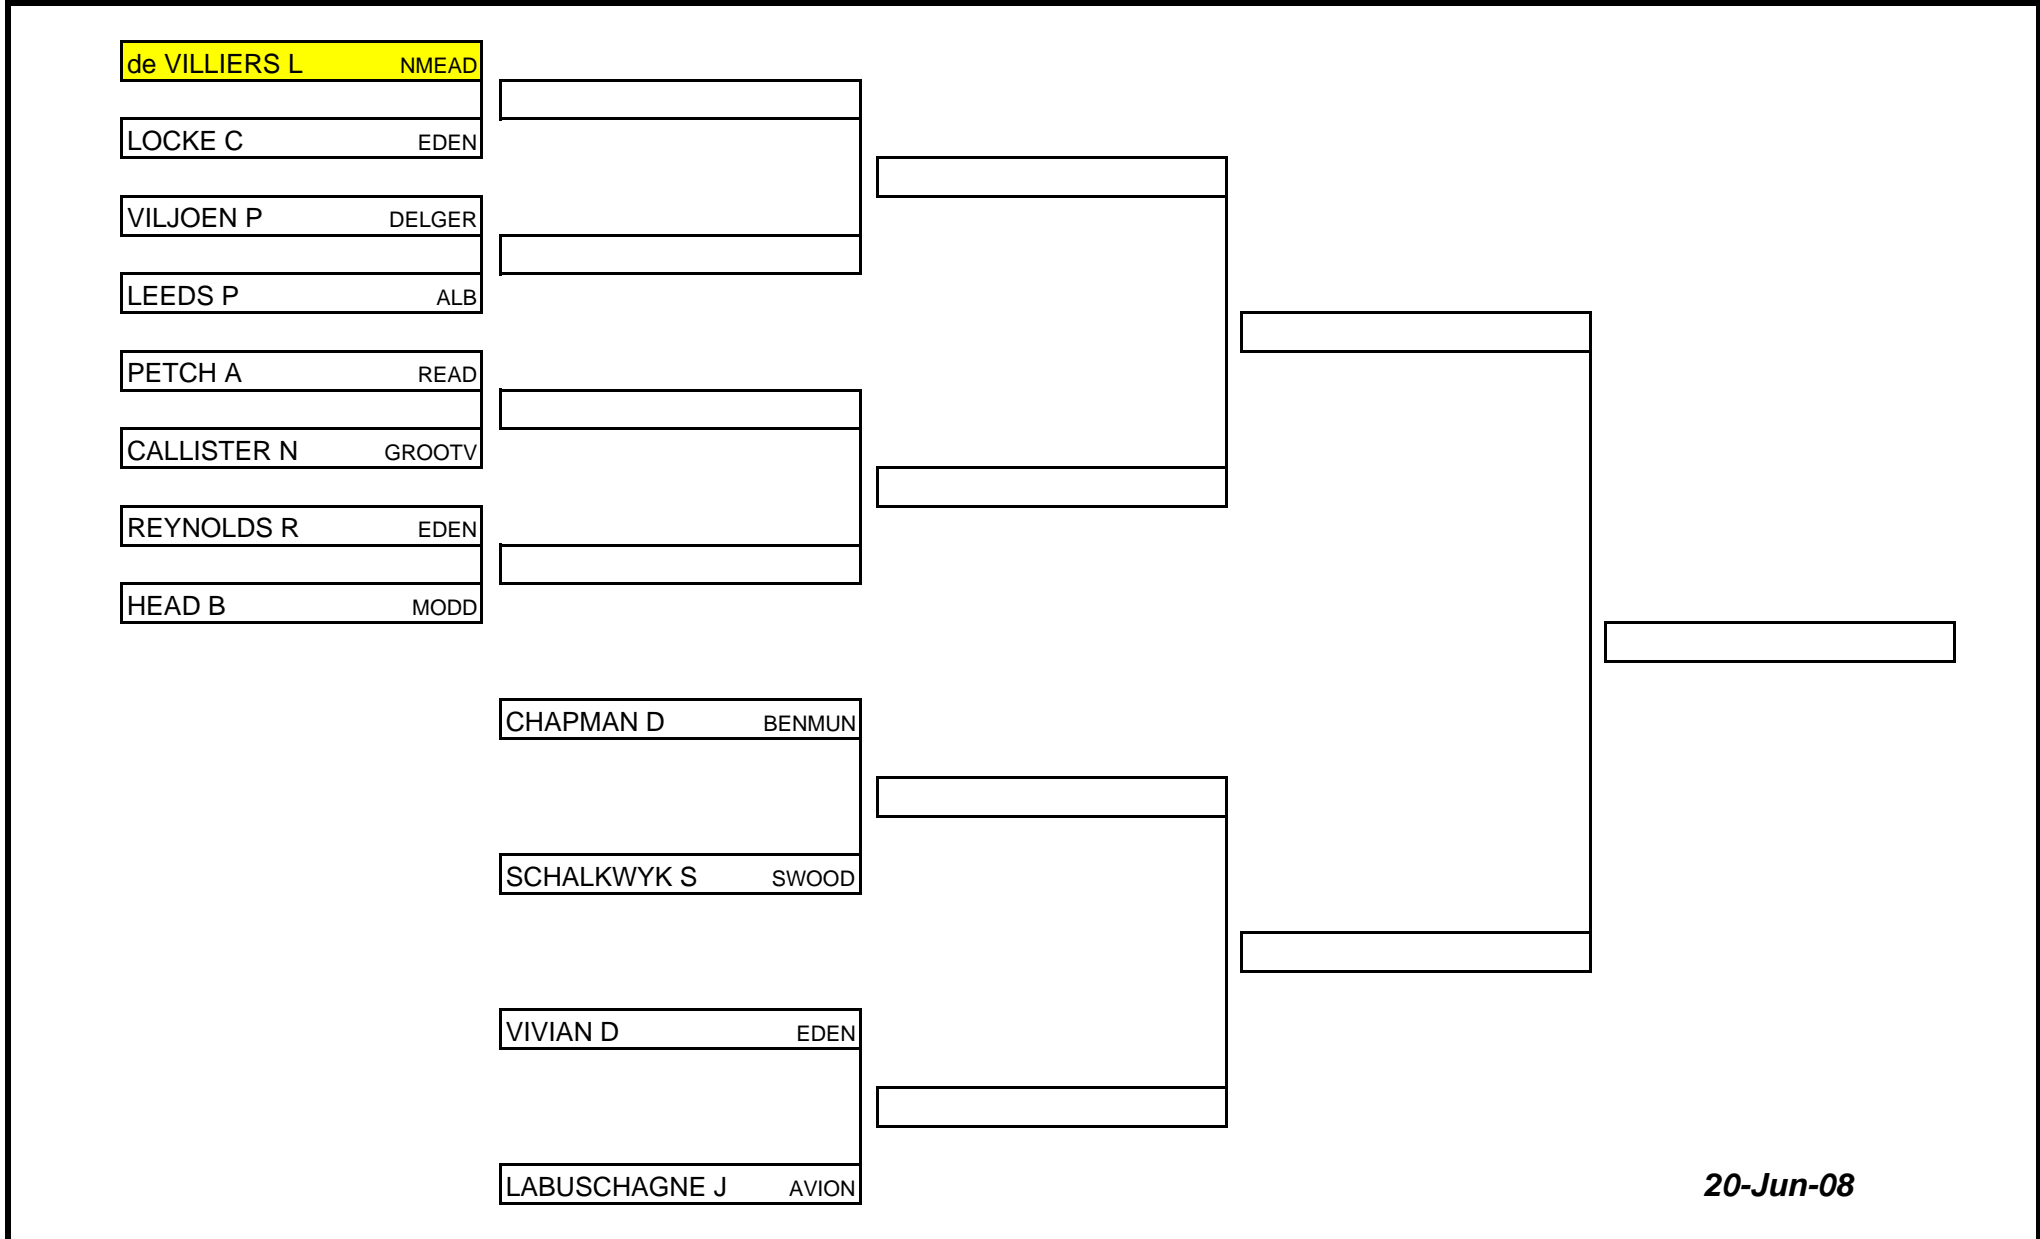 de VILLIERS L NMEAD
LOCKE C EDEN
VILJOEN P DELGER
LEEDS P ALB
PETCH A READ
CALLISTER N GROOTV
REYNOLDS R EDEN
HEAD B MODD
CHAPMAN D BENMUN
SCHALKWYK S SWOOD
VIVIAN D EDEN
LABUSCHAGNE J AVION
20-Jun-08